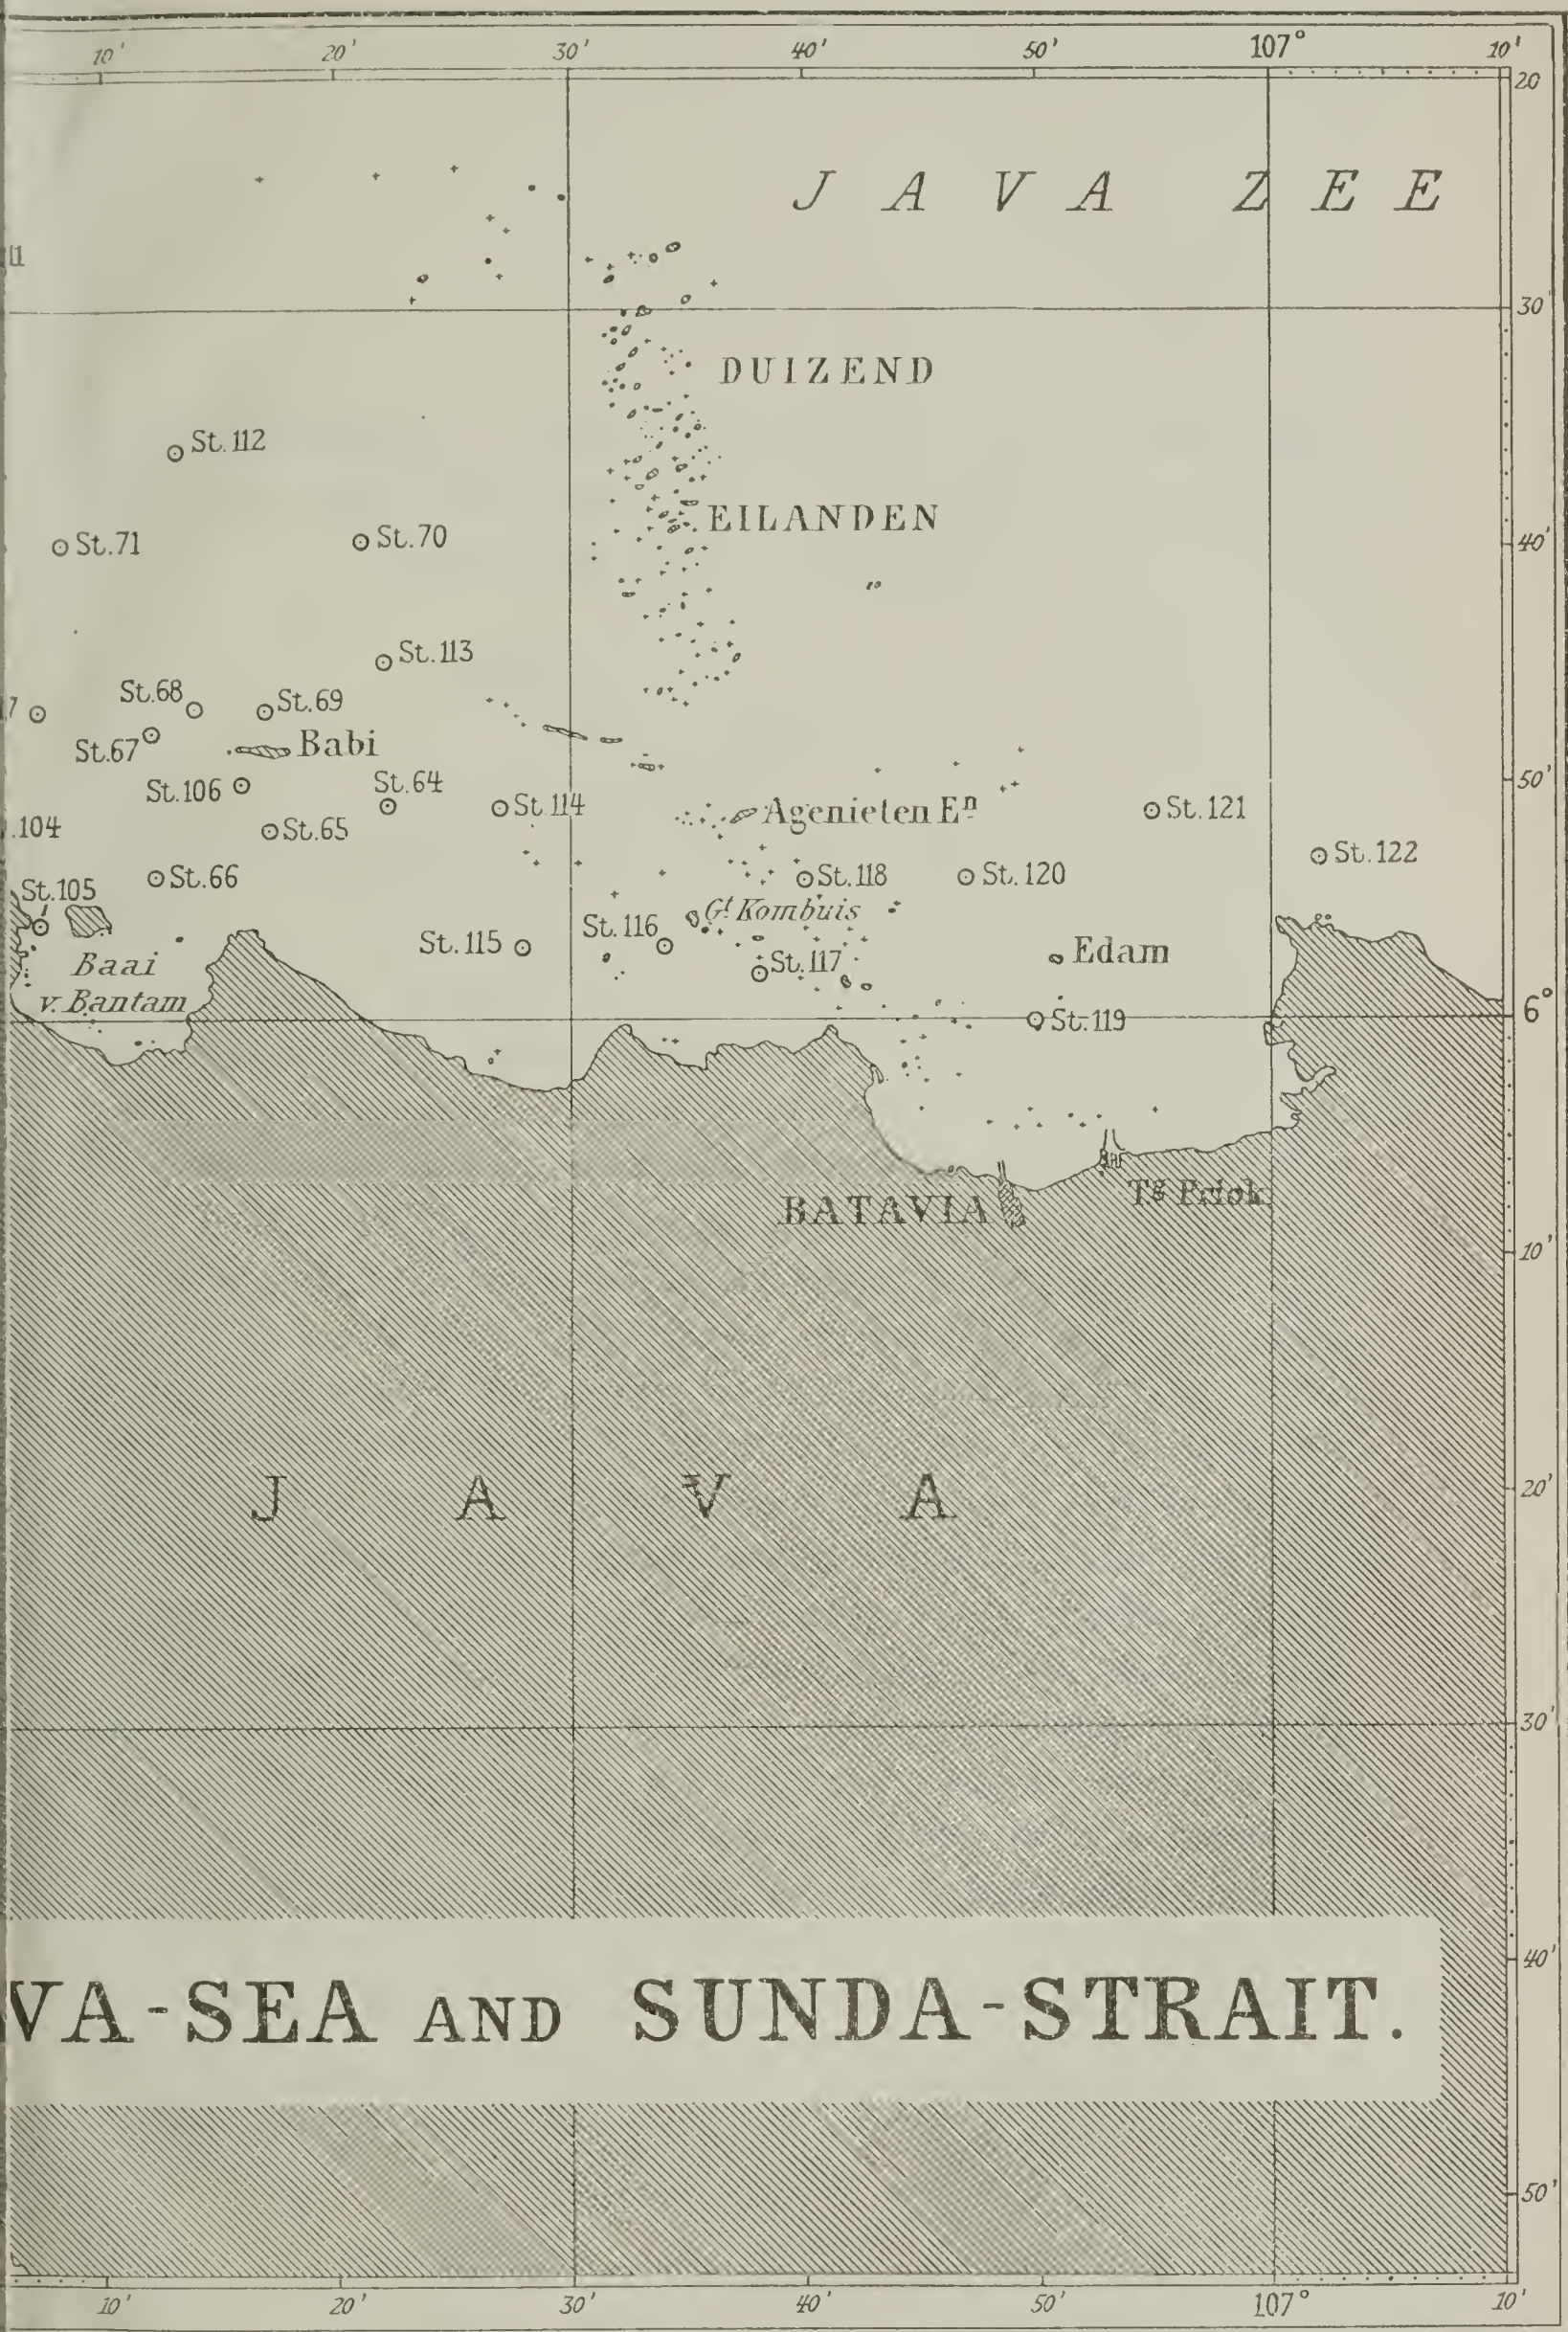 10' 20' 30' 40' 50' 107° 10'
20
JAVA ZEE
30'
DUIZEND
St.112
EILANDEN
St.71
St.70
40'
St.113
St.68
St.69
7
St.67
Babi
50'
St.106
St.64
St.114
Agenieten En
St.121
.104
St.65
St.122
St.66
St.118
St.120
St.105
Gt Kombuis
St.116
St.115
Edam
Baai
St.117
v. Bantam
6°
St.119
Tg Priok
BATAVIA
10'
JAVA
20'
30'
40'
VA-SEA AND SUNDA-STRAIT.
50'
10' 20' 30' 40' 50' 107° 10'